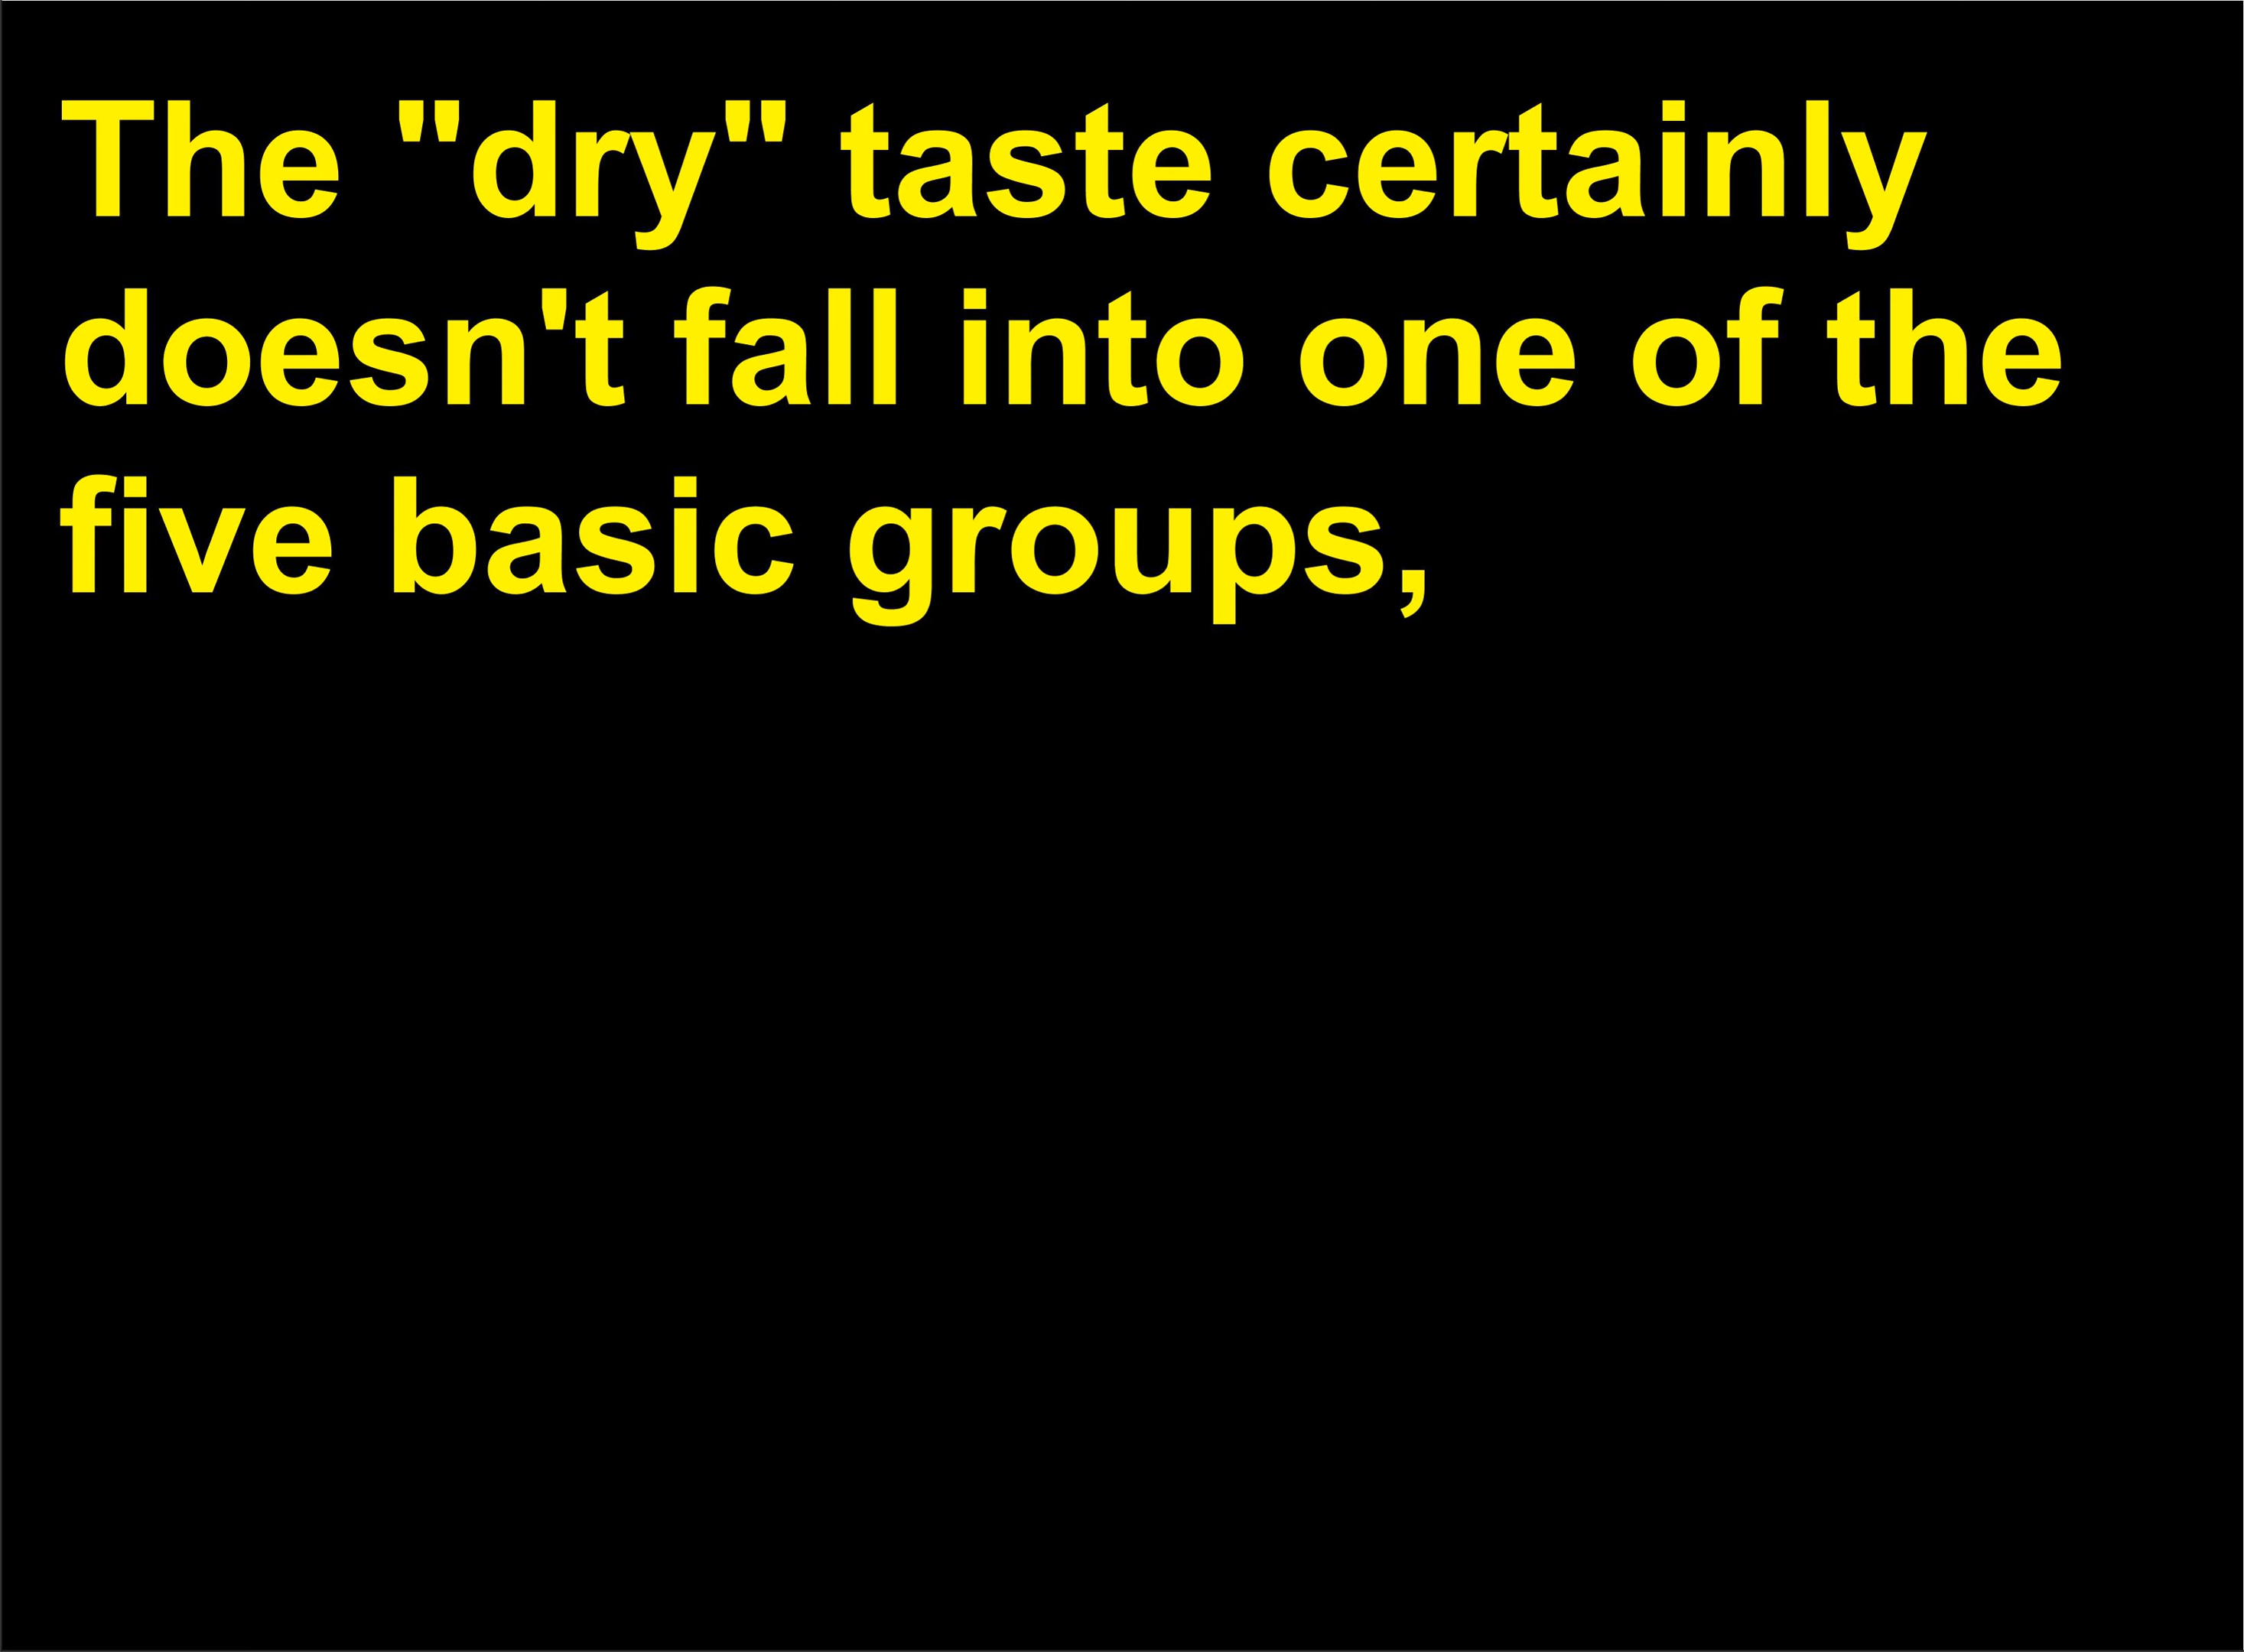 The "dry" taste certainly
doesn't fall into one of the
five basic groups,